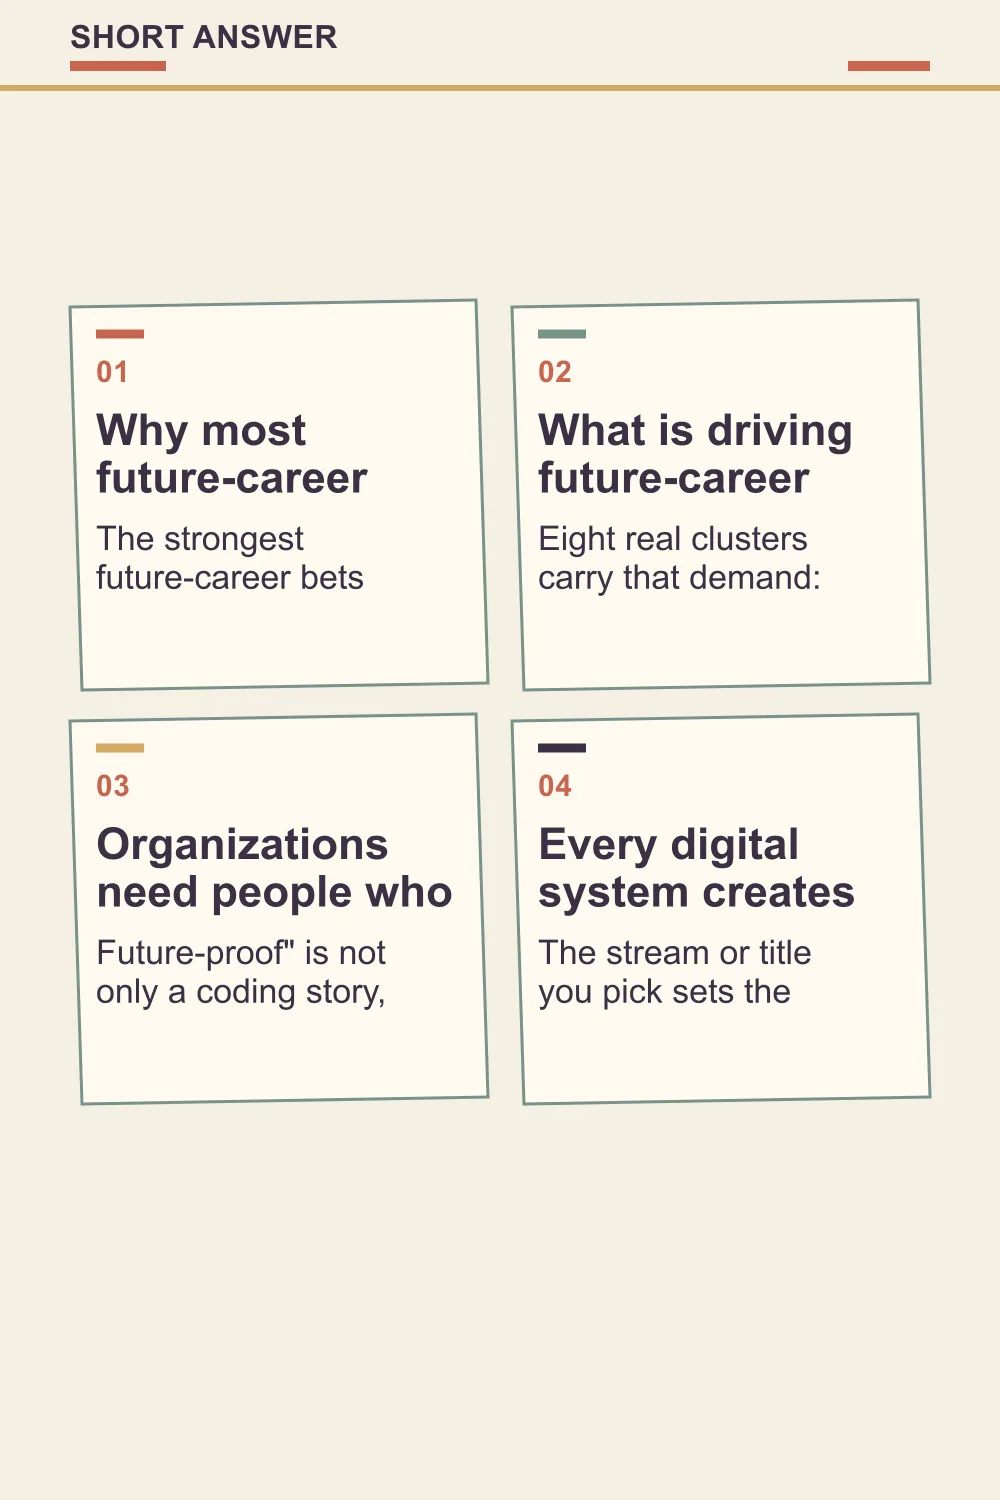 SHORT ANSWER
01
Why most
future-career
The strongest
future-career bets
02
What is driving
future-career
Eight real clusters
carry that demand:
03
Organizations
need people who
Future-proof" is not
only a coding story,
04
Every digital
system creates
The stream or title
you pick sets the